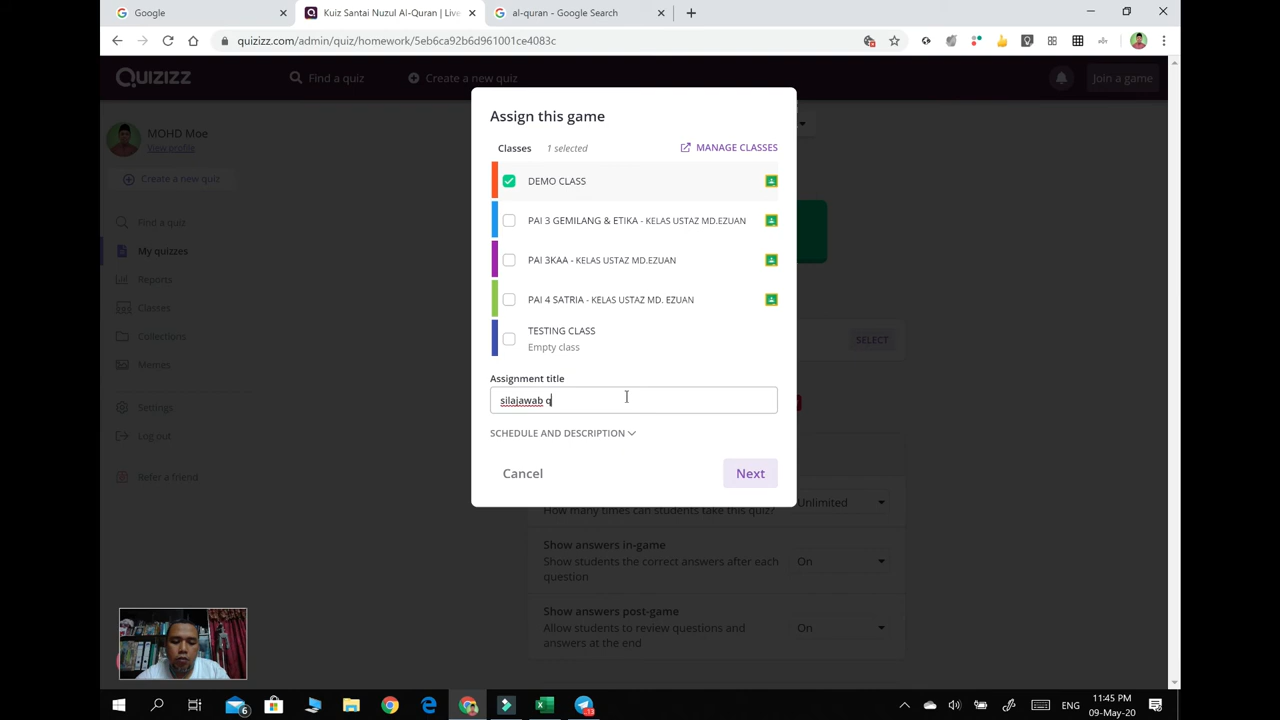 Google
Kuiz Santai Nuzul Al-Quran | Live
al-quran - Google Search
quizizz.com/admin/quiz/homework/5eb6ca92b6d961001ce4083c
QUIZIZZ
Find a quiz
Create a new quiz
Join a game
MOHD Moe
View profile
Create a new quiz
Find a quiz
My quizzes
Reports
Classes
Collections
Memes
Settings
Log out
Refer a friend
Assign this game
Classes 1 selected MANAGE CLASSES
DEMO CLASS
PAI 3 GEMILANG & ETIKA - KELAS USTAZ MD.EZUAN
PAI 3KAA - KELAS USTAZ MD.EZUAN
PAI 4 SATRIA - KELAS USTAZ MD. EZUAN
TESTING CLASS
Empty class
Assignment title
silajawab q
SCHEDULE AND DESCRIPTION
Cancel Next
SELECT
How many times can students take this quiz?
Unlimited
Show answers in-game
Show students the correct answers after each
question
On
Show answers post-game
Allow students to review questions and
answers at the end
On
6
13
11:45 PM
09-May-20